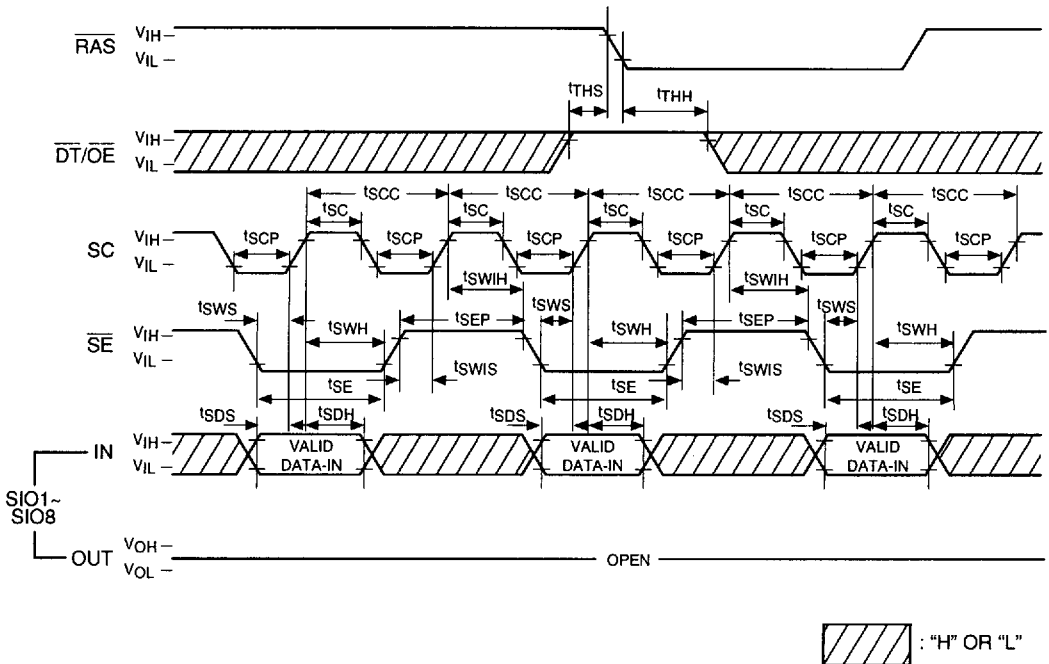 RAS VIH VIL
tTHS tTHH
DT/OE VIH VIL
tSCC tSCC tSCC tSCC tSCC
tSC tSC tSC tSC tSC
SC VIH VIL tSCP tSCP tSCP tSCP tSCP tSCP
tSWIH tSWIH
tSWS tSWS tSWS
SE VIH VIL tSWH tSEP tSWH tSEP tSWH
tSE tSWIS tSE tSWIS tSE
tSDS tSDH tSDS tSDH tSDS tSDH
IN VIH VIL VALID DATA-IN VALID DATA-IN VALID DATA-IN
SIO1~
SIO8
OUT VOH VOL OPEN
: "H" OR "L"